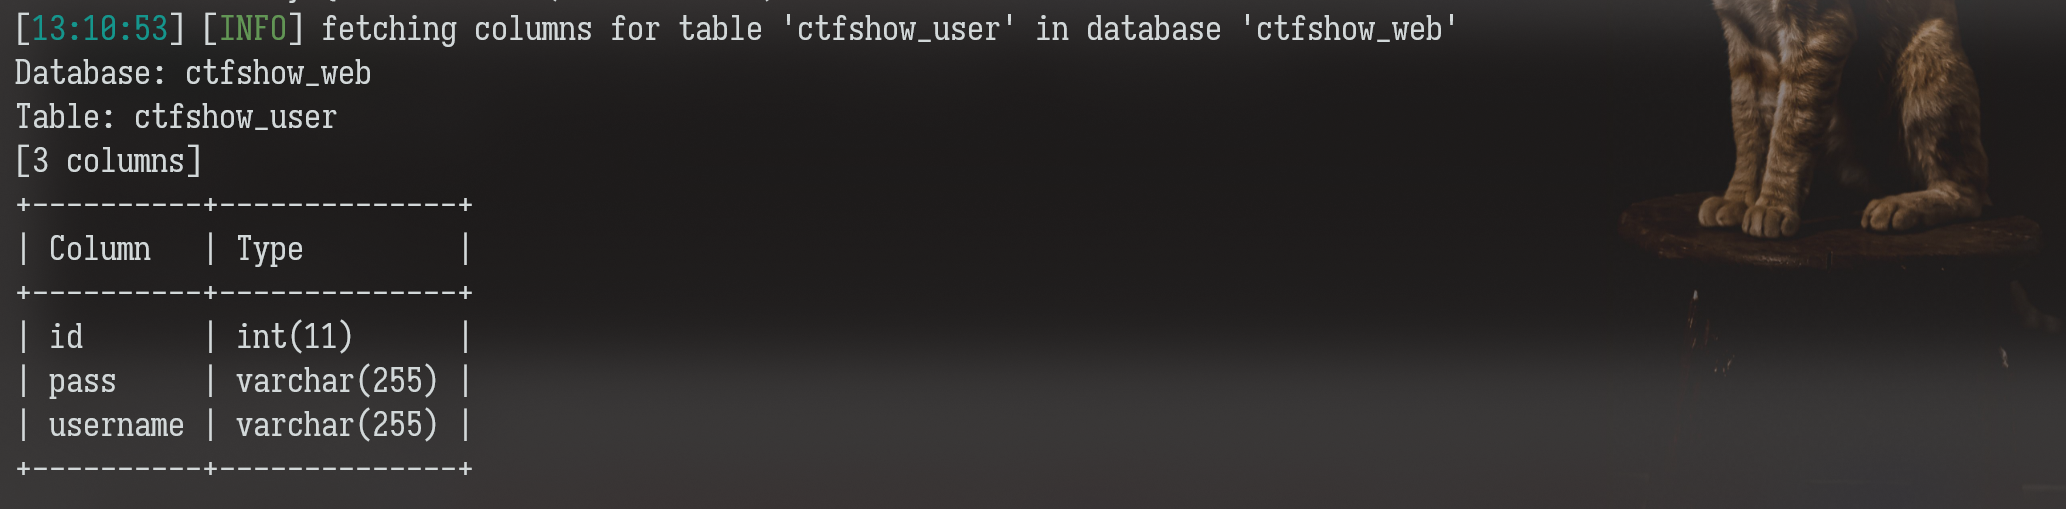 [13:10:53] [INFO] fetching columns for table 'ctfshow_user' in database 'ctfshow_web'
Database: ctfshow_web
Table: ctfshow_user
[3 columns]
+----------+--------------+
| Column   | Type         |
+----------+--------------+
| id       | int(11)      |
| pass     | varchar(255) |
| username | varchar(255) |
+----------+--------------+